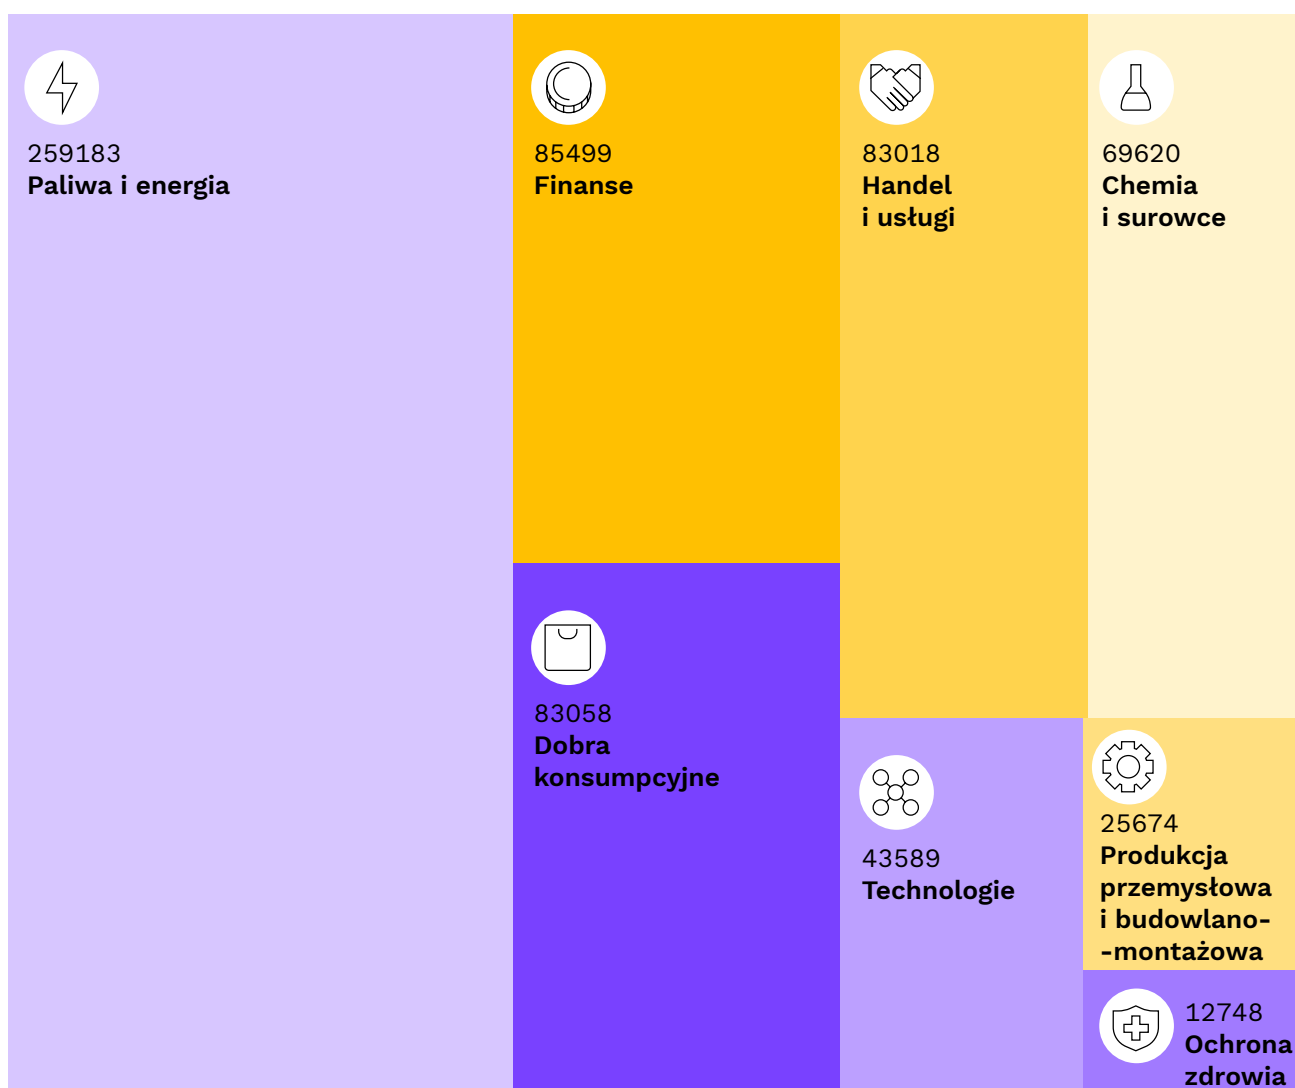 259183
Paliwa i energia
85499
Finanse
83018
Handel
i usługi
69620
Chemia
i surowce
83058
Dobra
konsumpcyjne
43589
Technologie
25674
Produkcja
przemysłowa
i budowlano-
-montażowa
12748
Ochrona
zdrowia